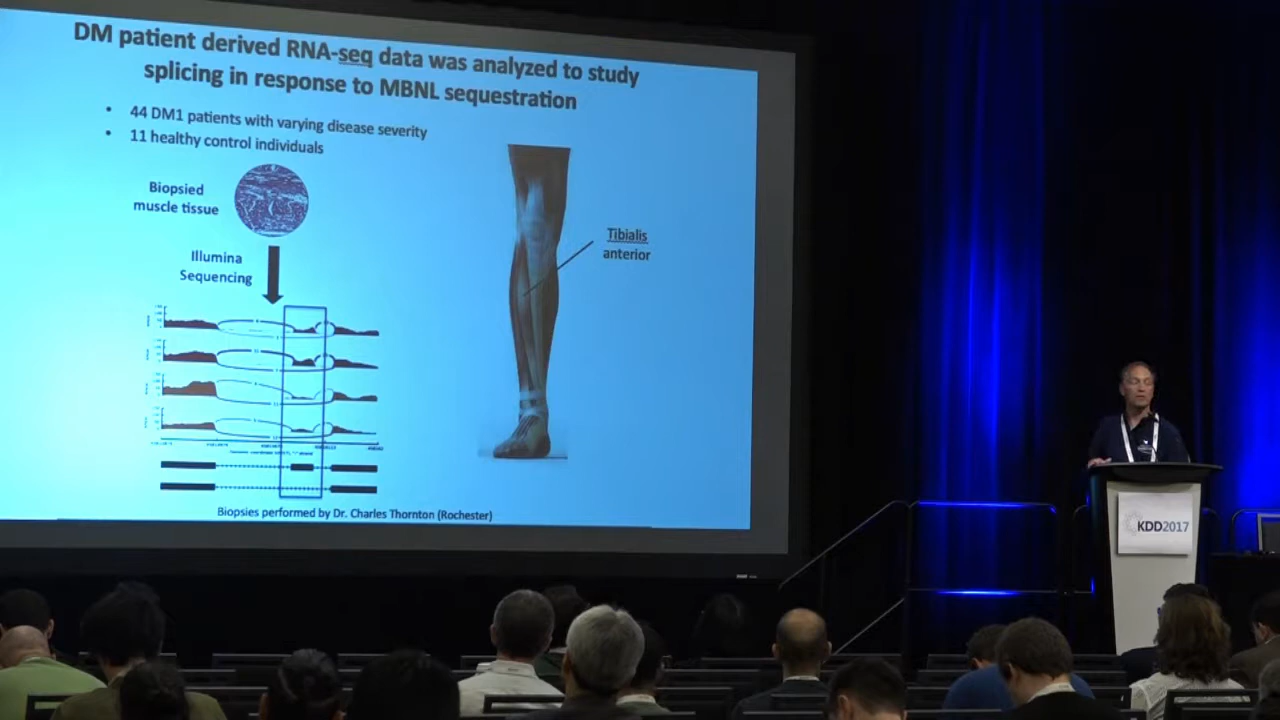 DM patient derived RNA-seq data was analyzed to study
splicing in response to MBNL sequestration
• 44 DM1 patients with varying disease severity
• 11 healthy control individuals
Biopsied
muscle tissue
Illumina
Sequencing
Tibialis
anterior
Biopsies performed by Dr. Charles Thornton (Rochester)
KDD2017